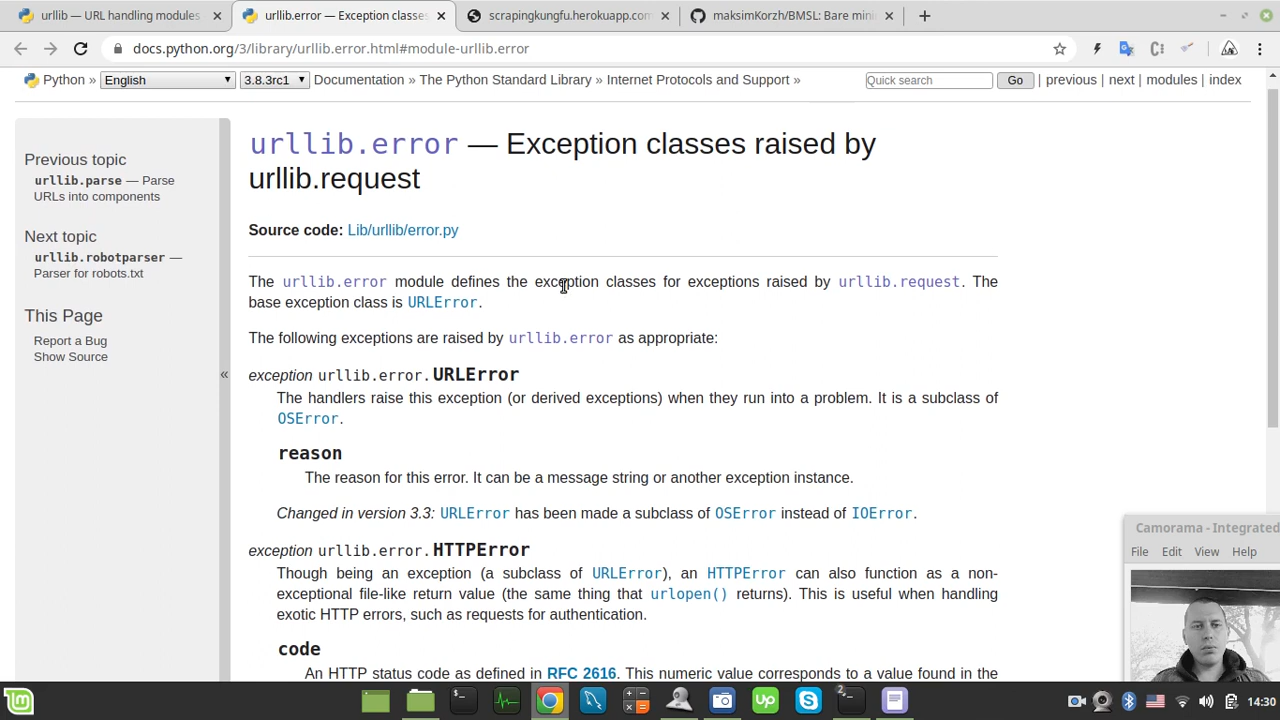 urllib — URL handling modules
urllib.error — Exception classes
scrapingkungfu.herokuapp.com
maksimKorzh/BMSL: Bare mini
docs.python.org/3/library/urllib.error.html#module-urllib.error
Python » English 3.8.3rc1 Documentation » The Python Standard Library » Internet Protocols and Support » Quick search Go | previous | next | modules | index
Previous topic
urllib.parse — Parse
URLs into components
Next topic
urllib.robotparser —
Parser for robots.txt
This Page
Report a Bug
Show Source
«
urllib.error — Exception classes raised by
urllib.request
Source code: Lib/urllib/error.py
The urllib.error module defines the exception classes for exceptions raised by urllib.request. The
base exception class is URLError.
The following exceptions are raised by urllib.error as appropriate:
exception urllib.error.URLError
The handlers raise this exception (or derived exceptions) when they run into a problem. It is a subclass of
OSError.
reason
The reason for this error. It can be a message string or another exception instance.
Changed in version 3.3: URLError has been made a subclass of OSError instead of IOError.
exception urllib.error.HTTPError
Though being an exception (a subclass of URLError), an HTTPError can also function as a non-
exceptional file-like return value (the same thing that urlopen() returns). This is useful when handling
exotic HTTP errors, such as requests for authentication.
code
An HTTP status code as defined in RFC 2616. This numeric value corresponds to a value found in the
Camorama - Integrated
File Edit View Help
14:30